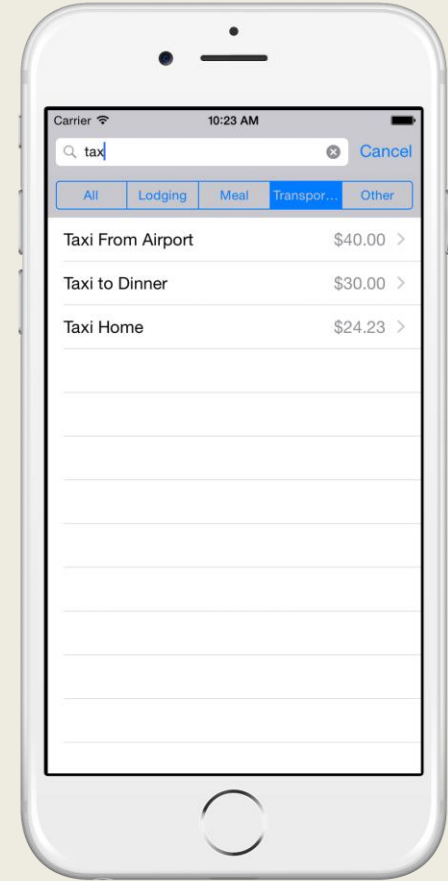 Carrier 10:23 AM
tax Cancel
All Lodging Meal Transpor... Other
Taxi From Airport $40.00
Taxi to Dinner $30.00
Taxi Home $24.23